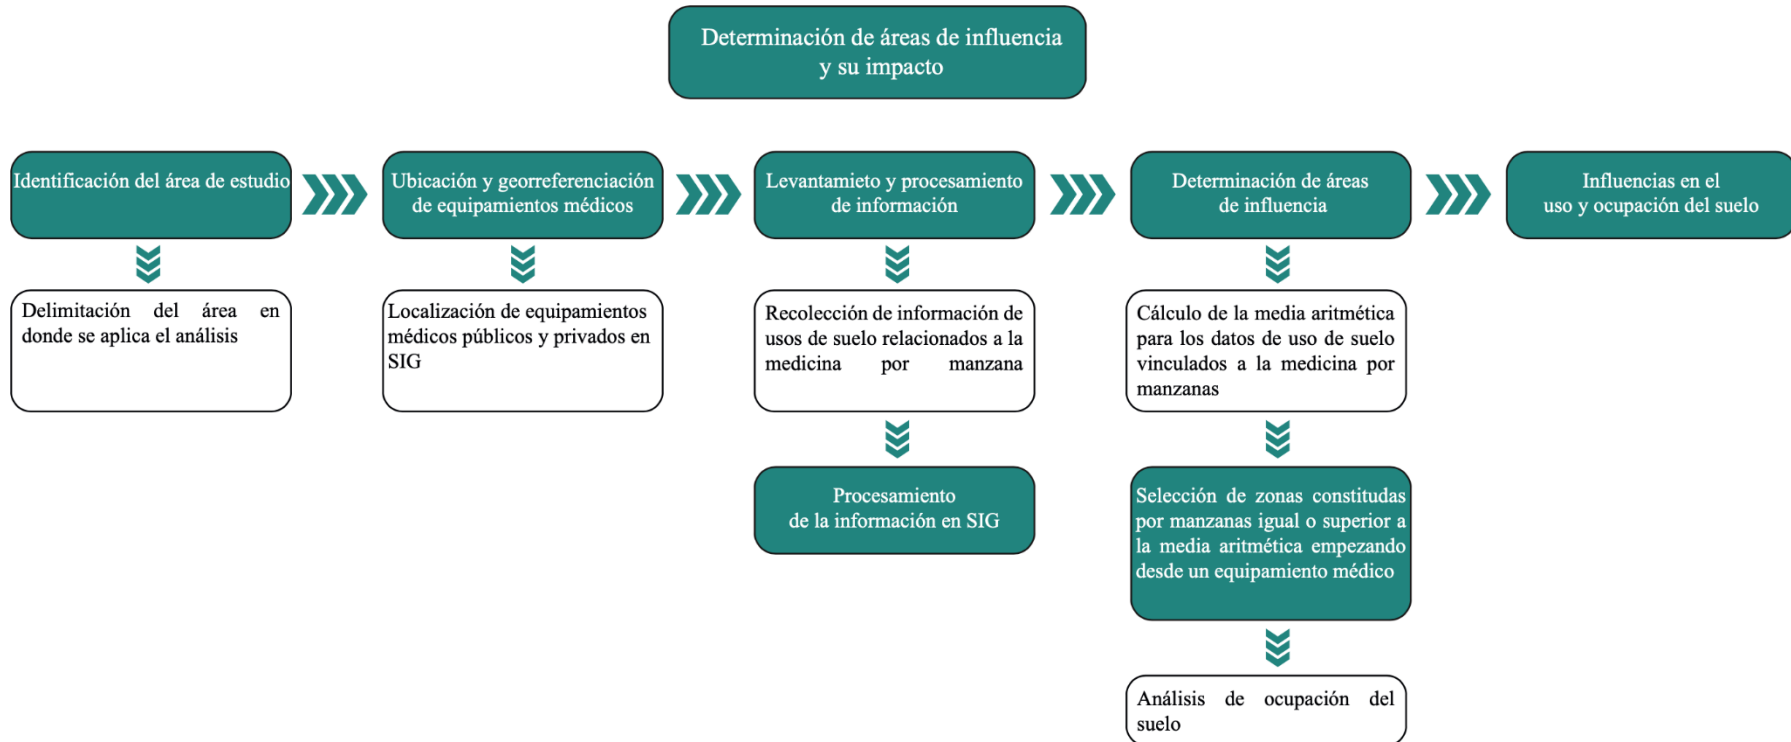 Determinación de áreas de influencia
y su impacto
Identificación del área de estudio
Ubicación y georreferenciación
de equipamientos médicos
Levantamieto y procesamiento
de información
Determinación de áreas
de influencia
Influencias en el
uso y ocupación del suelo
Delimitación del área en
donde se aplica el análisis
Localización de equipamientos
médicos públicos y privados en
SIG
Recolección de información de
usos de suelo relacionados a la
medicina por manzana
Cálculo de la media aritmética
para los datos de uso de suelo
vinculados a la medicina por
manzanas
Procesamiento
de la información en SIG
Selección de zonas constitudas
por manzanas igual o superior a
la media aritmética empezando
desde un equipamiento médico
Análisis de ocupación del
suelo